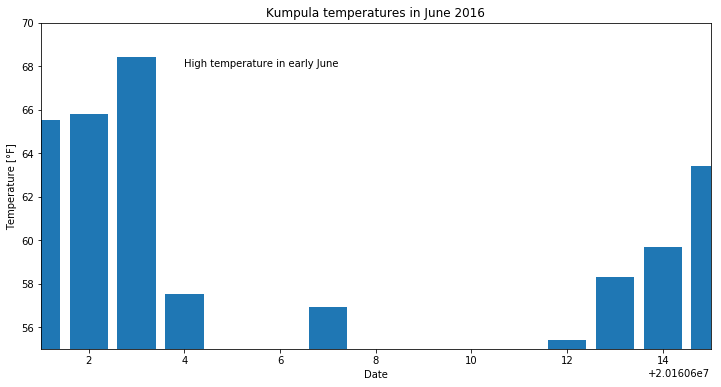 Kumpula temperatures in June 2016
70
68
66
64
62
60
58
56
Temperature [°F]
High temperature in early June
2 4 6 8 10 12 14
Date
+2.01606e7